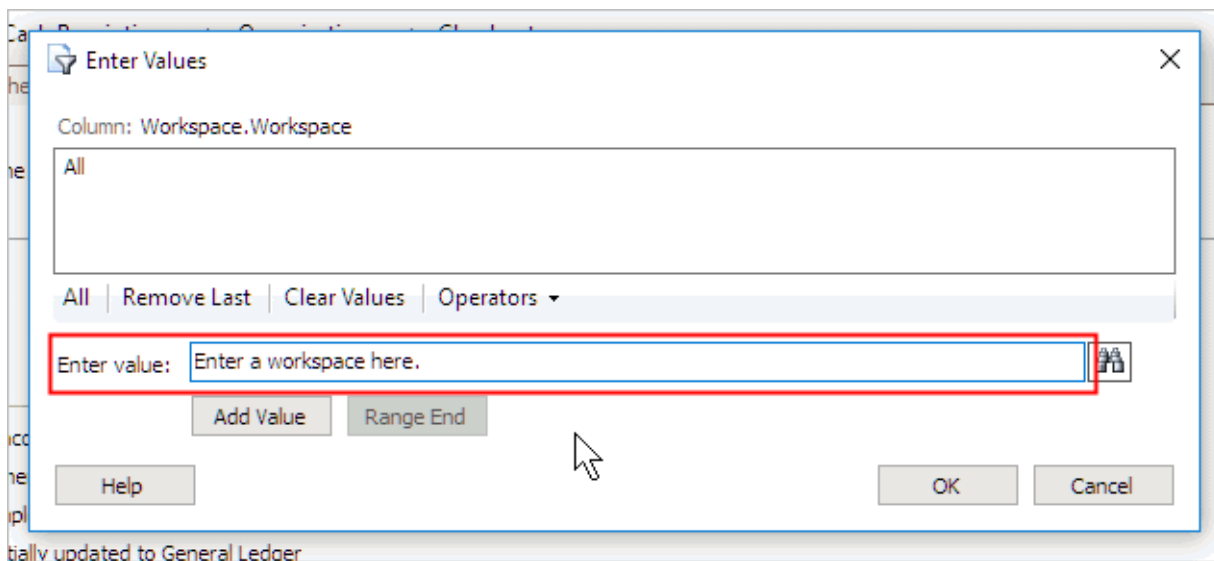 Enter Values
Column: Workspace.Workspace
All
All Remove Last Clear Values Operators
Enter value: Enter a workspace here.
Add Value Range End
Help OK Cancel
tially updated to General Ledger